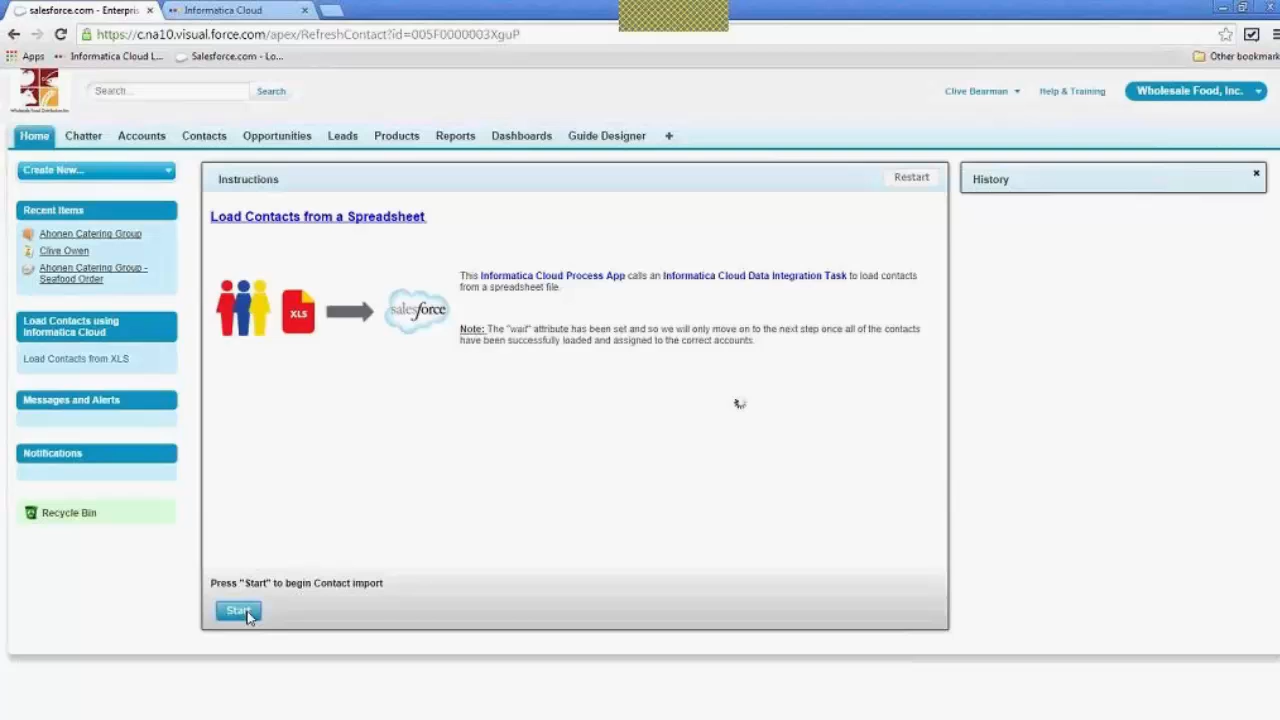 salesforce.com - Enterpris
Informatica Cloud
https://c.na10.visual.force.com/apex/RefreshContact?id=005F0000003XguP
Apps
Informatica Cloud L...
Salesforce.com - Lo...
Other bookmark
Search...
Search
Clive Bearman
Help & Training
Wholesale Food, Inc.
Home
Chatter
Accounts
Contacts
Opportunities
Leads
Products
Reports
Dashboards
Guide Designer
+
Create New...
Recent Items
Ahonen Catering Group
Clive Owen
Ahonen Catering Group -
Seafood Order
Load Contacts using
Informatica Cloud
Load Contacts from XLS
Messages and Alerts
Notifications
Recycle Bin
Instructions
Restart
Load Contacts from a Spreadsheet
XLS
salesforce
This Informatica Cloud Process App calls an Informatica Cloud Data Integration Task to load contacts
from a spreadsheet file.
Note: The "wait" attribute has been set and so we will only move on to the next step once all of the contacts
have been successfully loaded and assigned to the correct accounts.
Press "Start" to begin Contact import
Start
History